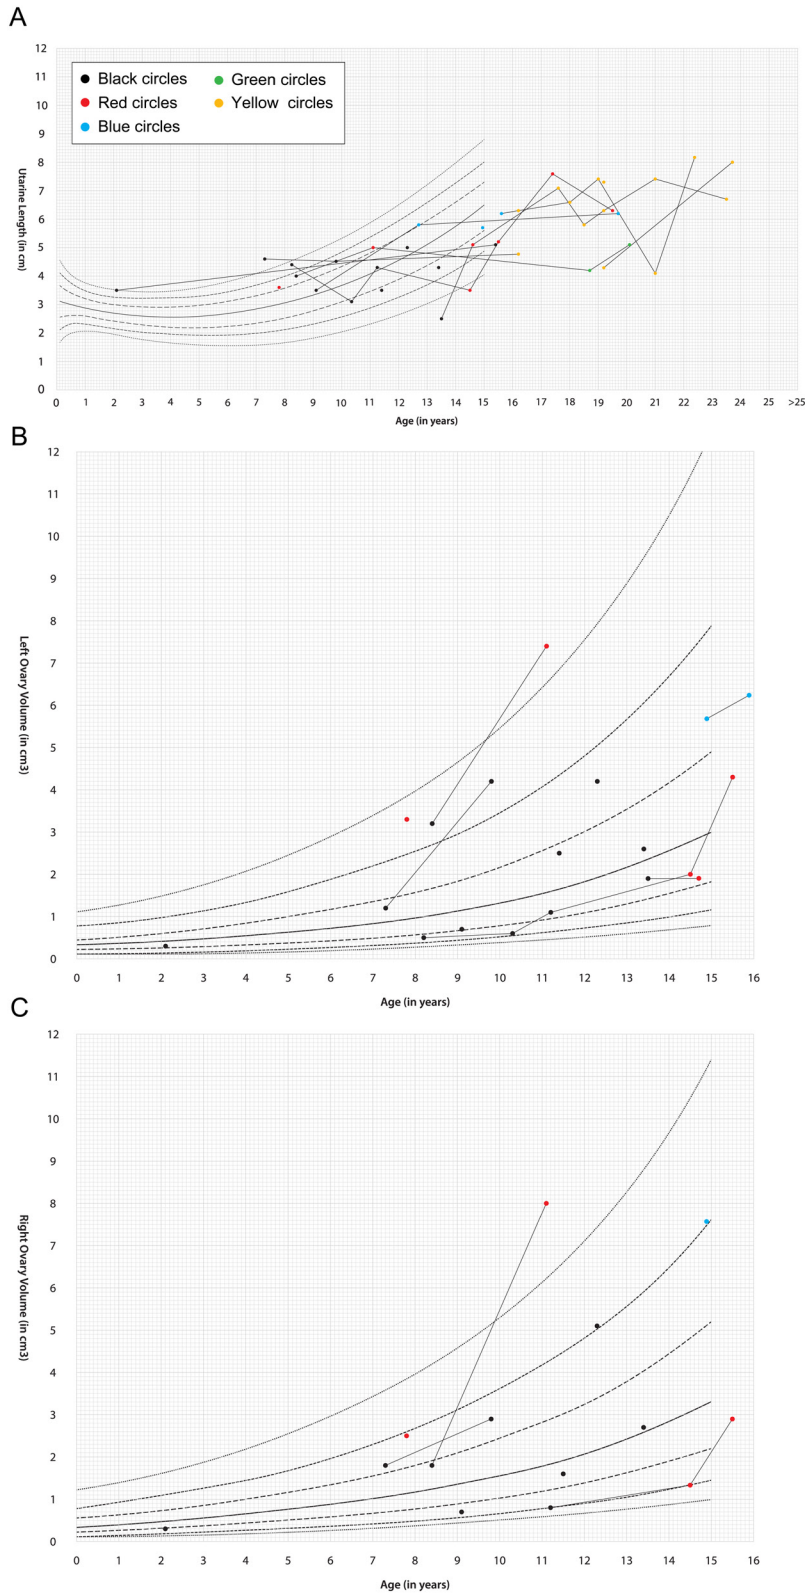 A
12
11
10
9
8
7
6
5
4
3
2
1
0
Utarine Length (in cm)
Black circles
Red circles
Blue circles
Green circles
Yellow circles
0 1 2 3 4 5 6 7 8 9 10 11 12 13 14 15 16 17 18 19 20 21 22 23 24 25 >25
Age (in years)
B
12
11
10
9
8
7
6
5
4
3
2
1
0
Left Ovary Volume (in cm3)
0 1 2 3 4 5 6 7 8 9 10 11 12 13 14 15 16
Age (in years)
C
12
11
10
9
8
7
6
5
4
3
2
1
0
Right Ovary Volume (in cm3)
0 1 2 3 4 5 6 7 8 9 10 11 12 13 14 15 16
Age (in years)